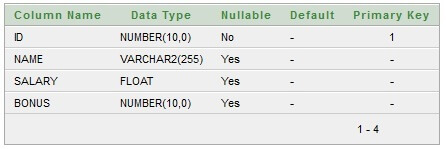 Column Name Data Type Nullable Default Primary Key
ID NUMBER(10,0) No - 1
NAME VARCHAR2(255) Yes - -
SALARY FLOAT Yes - -
BONUS NUMBER(10,0) Yes - -
1 - 4